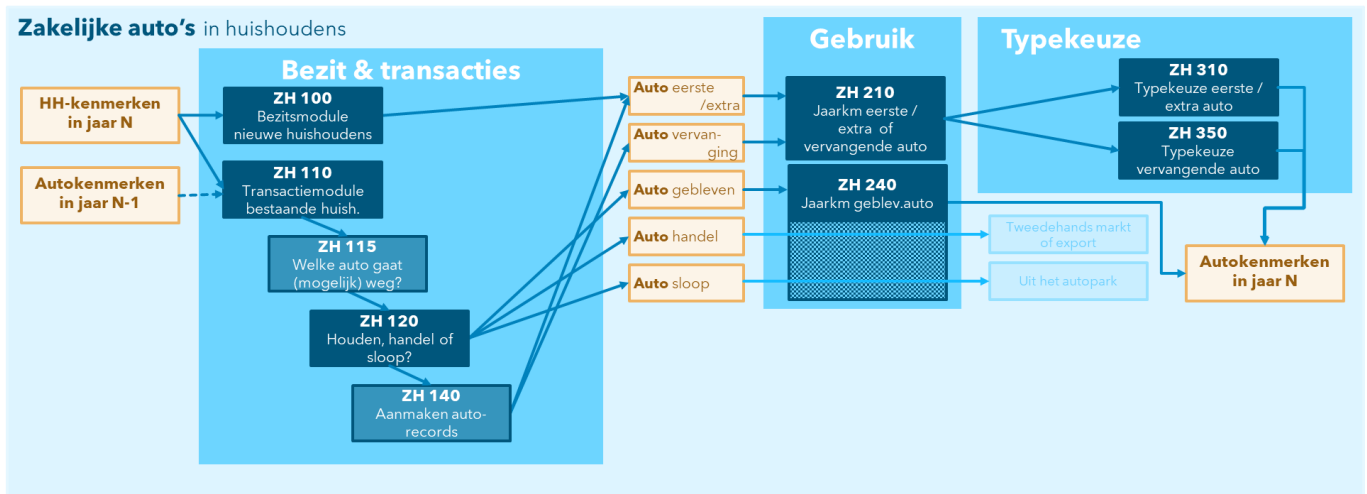 Zakelijke auto's in huishoudens
Bezit & transacties
Gebruik
Typekeuze
HH-kenmerken
in jaar N
Autokenmerken
in jaar N-1
ZH 100
Bezitsmodule
nieuwe huishoudens
ZH 110
Transactiemodule
bestaande huish.
ZH 115
Welke auto gaat
(mogelijk) weg?
ZH 120
Houden, handel of
sloop?
ZH 140
Aanmaken auto-
records
Auto eerste
/extra
Auto vervan-
ging
Auto gebleven
Auto handel
Auto sloop
ZH 210
Jaarkm eerste /
extra of
vervangende auto
ZH 240
Jaarkm geblev.auto
ZH 310
Typekeuze eerste /
extra auto
ZH 350
Typekeuze
vervangende auto
Tweedehands markt
of export
Uit het autopark
Autokenmerken
in jaar N